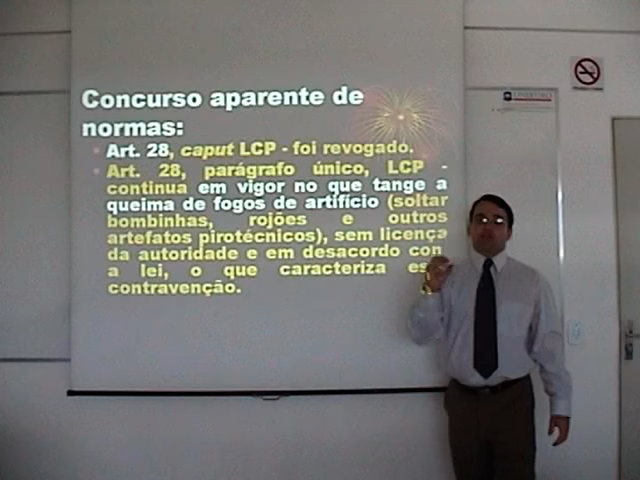 Concurso aparente de
normas:
Art. 28, caput LCP - foi revogado.
Art. 28, parágrafo único, LCP -
continua em vigor no que tange a
queima de fogos de artifício (soltar
bombinhas, rojões e outros
artefatos pirotécnicos), sem licença
da autoridade e em desacordo com
a lei, o que caracteriza
contravenção.